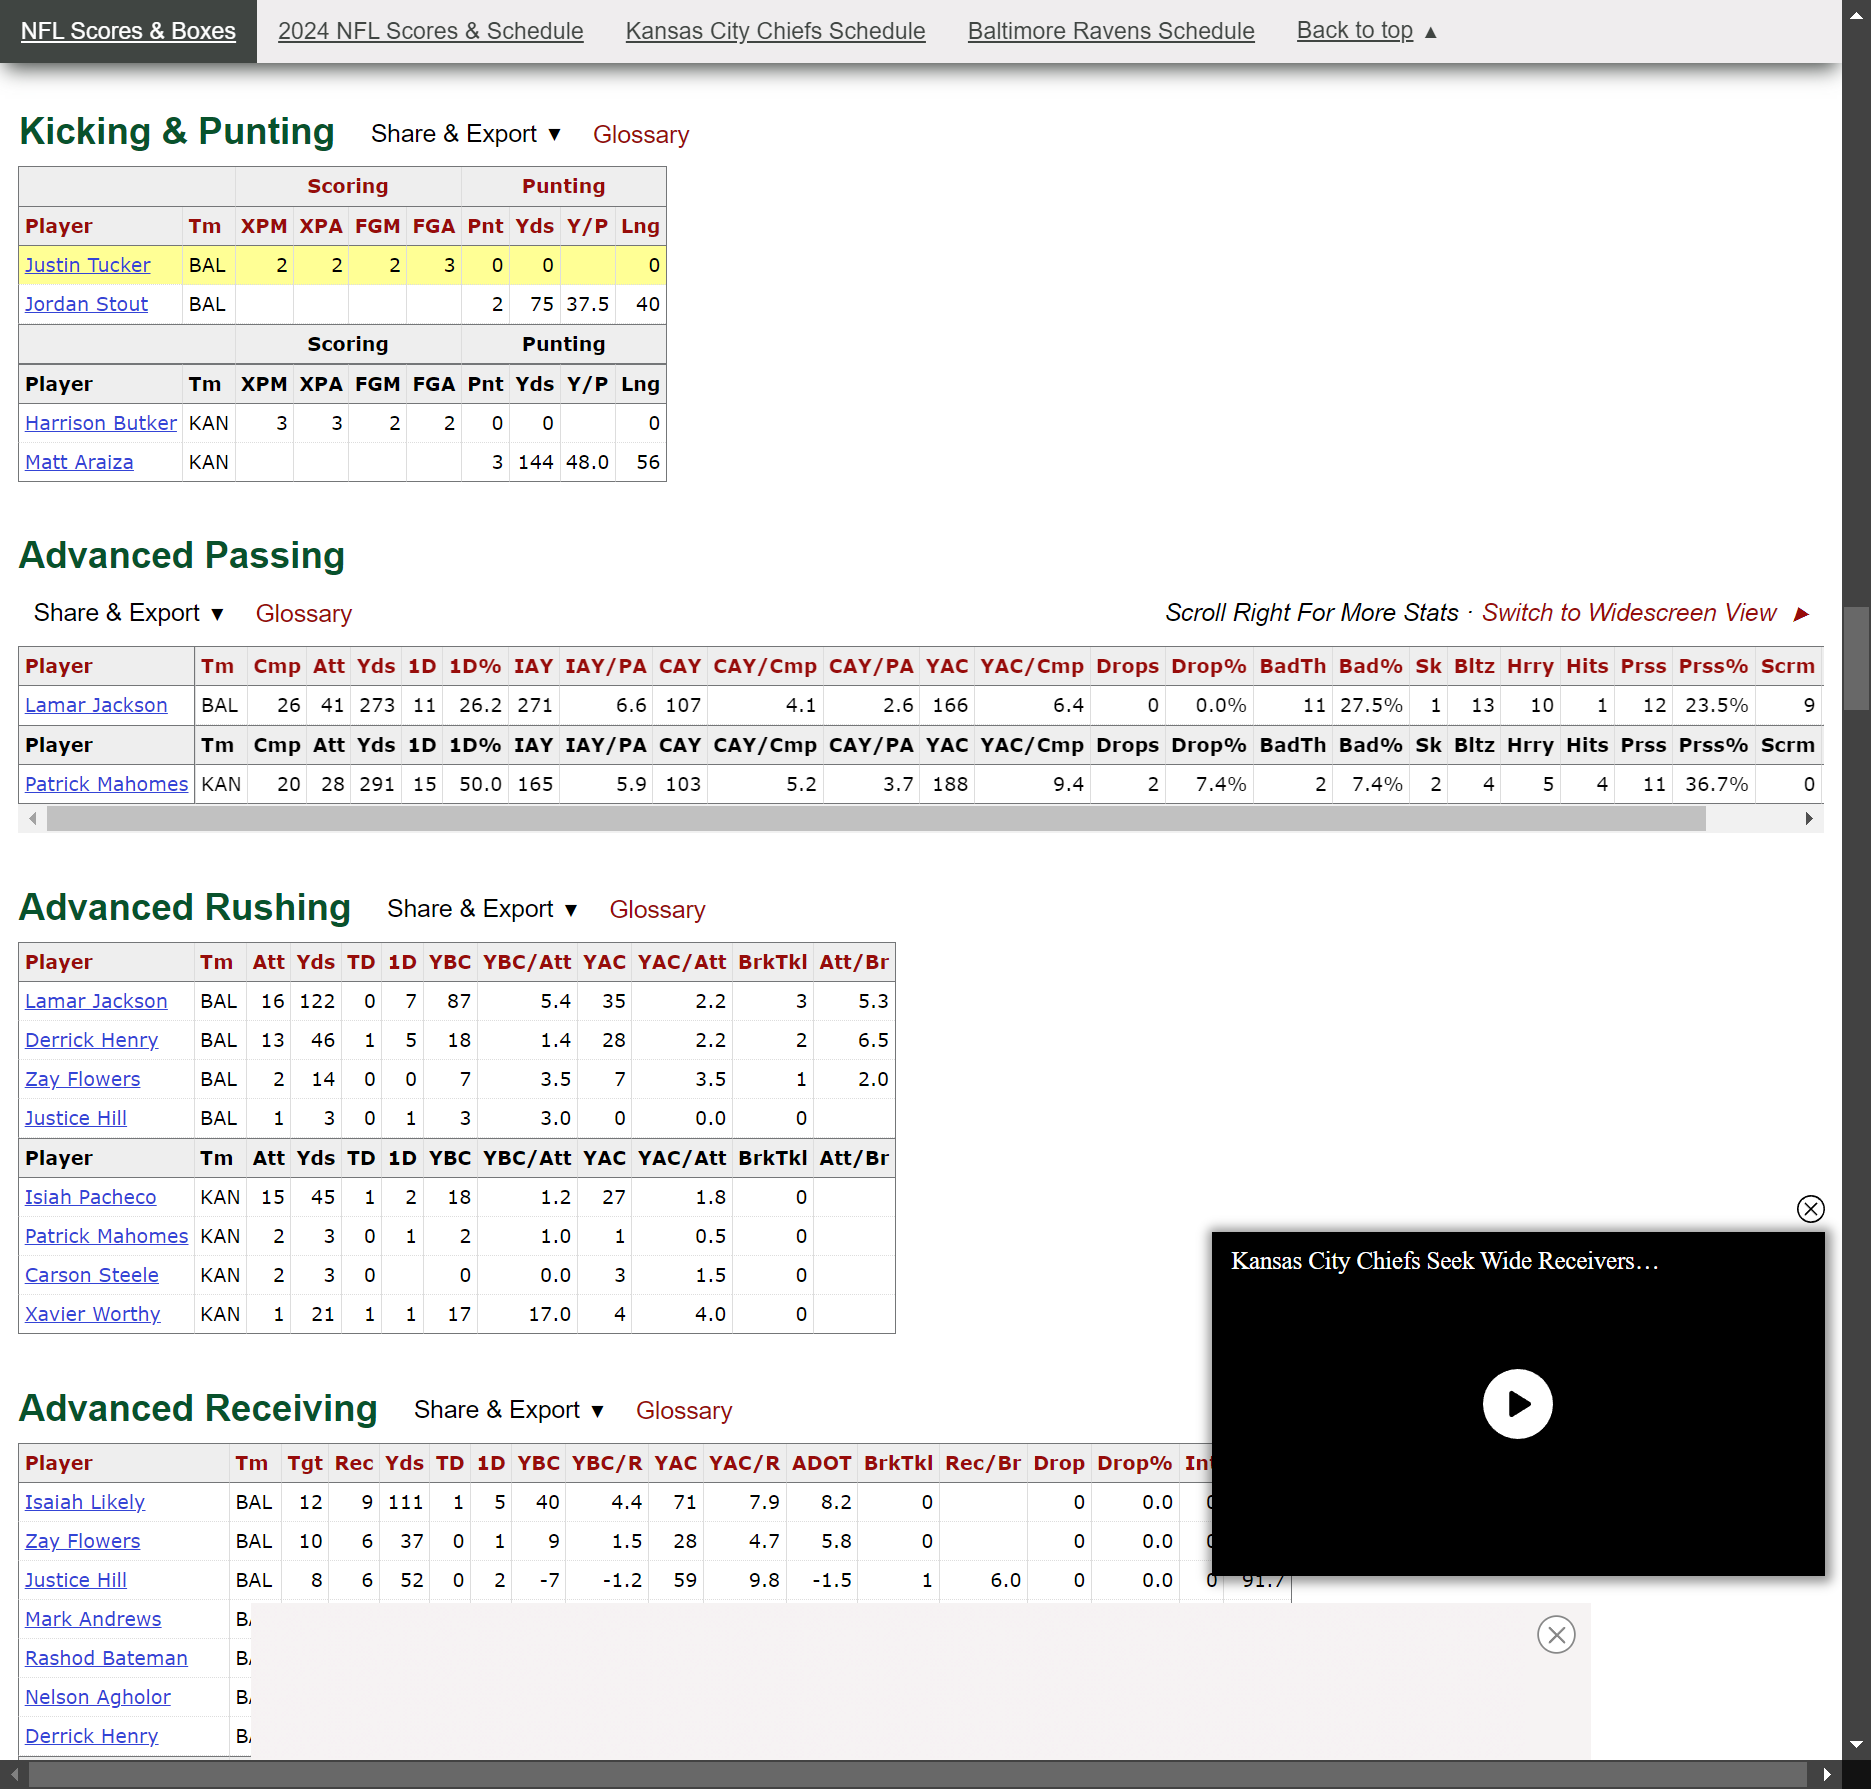 NFL Scores & Boxes 2024 NFL Scores & Schedule Kansas City Chiefs Schedule Baltimore Ravens Schedule Back to top ▲
Kicking & Punting Share & Export ▼ Glossary
Scoring Punting
Player Tm XPM XPA FGM FGA Pnt Yds Y/P Lng
Justin Tucker BAL 2 2 2 3 0 0 0
Jordan Stout BAL 2 75 37.5 40
Scoring Punting
Player Tm XPM XPA FGM FGA Pnt Yds Y/P Lng
Harrison Butker KAN 3 3 2 2 0 0 0
Matt Araiza KAN 3 144 48.0 56
Advanced Passing
Share & Export ▼ Glossary Scroll Right For More Stats · Switch to Widescreen View ►
Player Tm Cmp Att Yds 1D 1D% IAY IAY/PA CAY CAY/Cmp CAY/PA YAC YAC/Cmp Drops Drop% BadTh Bad% Sk Bltz Hrry Hits Prss Prss% Scrm
Lamar Jackson BAL 26 41 273 11 26.2 271 6.6 107 4.1 2.6 166 6.4 0 0.0% 11 27.5% 1 13 10 1 12 23.5% 9
Player Tm Cmp Att Yds 1D 1D% IAY IAY/PA CAY CAY/Cmp CAY/PA YAC YAC/Cmp Drops Drop% BadTh Bad% Sk Bltz Hrry Hits Prss Prss% Scrm
Patrick Mahomes KAN 20 28 291 15 50.0 165 5.9 103 5.2 3.7 188 9.4 2 7.4% 2 7.4% 2 4 5 4 11 36.7% 0
Advanced Rushing Share & Export ▼ Glossary
Player Tm Att Yds TD 1D YBC YBC/Att YAC YAC/Att BrkTkl Att/Br
Lamar Jackson BAL 16 122 0 7 87 5.4 35 2.2 3 5.3
Derrick Henry BAL 13 46 1 5 18 1.4 28 2.2 2 6.5
Zay Flowers BAL 2 14 0 0 7 3.5 7 3.5 1 2.0
Justice Hill BAL 1 3 0 1 3 3.0 0 0.0 0
Player Tm Att Yds TD 1D YBC YBC/Att YAC YAC/Att BrkTkl Att/Br
Isiah Pacheco KAN 15 45 1 2 18 1.2 27 1.8 0
Patrick Mahomes KAN 2 3 0 1 2 1.0 1 0.5 0
Carson Steele KAN 2 3 0 0 0.0 3 1.5 0
Xavier Worthy KAN 1 21 1 1 17 17.0 4 4.0 0
Kansas City Chiefs Seek Wide Receivers…
Advanced Receiving Share & Export ▼ Glossary
Player Tm Tgt Rec Yds TD 1D YBC YBC/R YAC YAC/R ADOT BrkTkl Rec/Br Drop Drop%
Isaiah Likely BAL 12 9 111 1 5 40 4.4 71 7.9 8.2 0 0 0.0
Zay Flowers BAL 10 6 37 0 1 9 1.5 28 4.7 5.8 0 0 0.0
Justice Hill BAL 8 6 52 0 2 -7 -1.2 59 9.8 -1.5 1 6.0 0 0.0 0 91.7
Mark Andrews
Rashod Bateman
Nelson Agholor
Derrick Henry